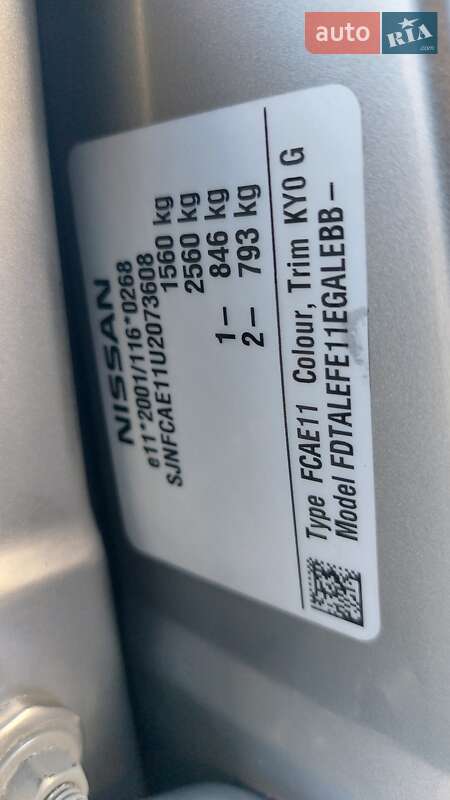 auto RIA
.com
NISSAN
e11*2001/116*0268
SJNFCAE11U2073608
1560 kg
2560 kg
1– 846 kg
2– 793 kg
Type FCAE11 Colour, Trim KY0 G
Model FDTALEFE11EGALEBB –